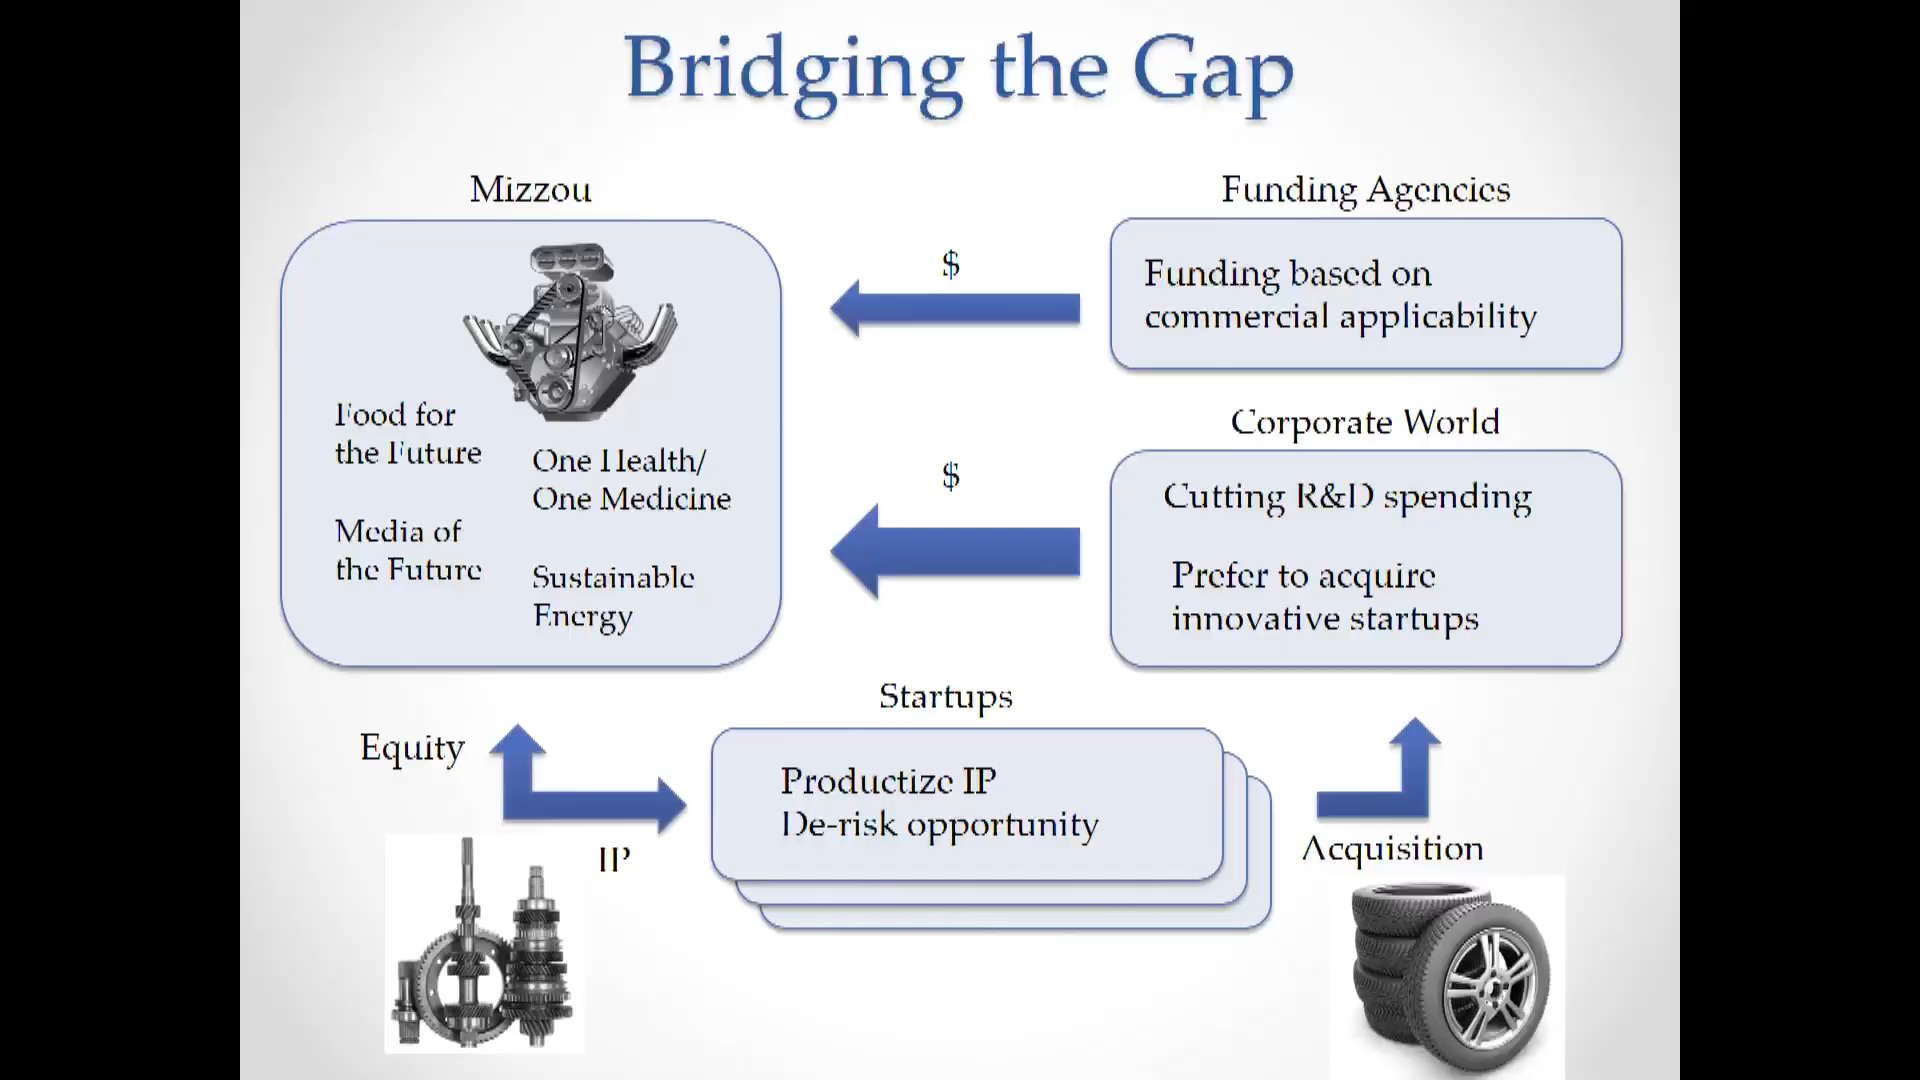 Bridging the Gap
Mizzou
Funding Agencies
$
Funding based on
commercial applicability
Food for
the Future
One Health/
One Medicine
Media of
the Future
Sustainable
Energy
Corporate World
$
Cutting R&D spending
Prefer to acquire
innovative startups
Startups
Equity
Productize IP
De-risk opportunity
IP
Acquisition